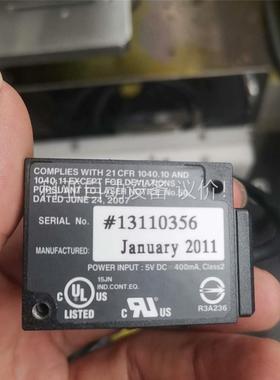 COMPLIES WITH 21 CFR 1040.10 AND
1040.11 EXCEPT FOR DEVIATIONS
PURSUANT TO LASER NOTICE No. 50,
DATED JUNE 24, 2007
SERIAL No. #13110356
MANUFACTURED: January 2011
POWER INPUT : 5V DC ⎓ 400mA, Class2
15JN
IND.CONT.EQ.
c UL US
LISTED
c UR US
R3A236